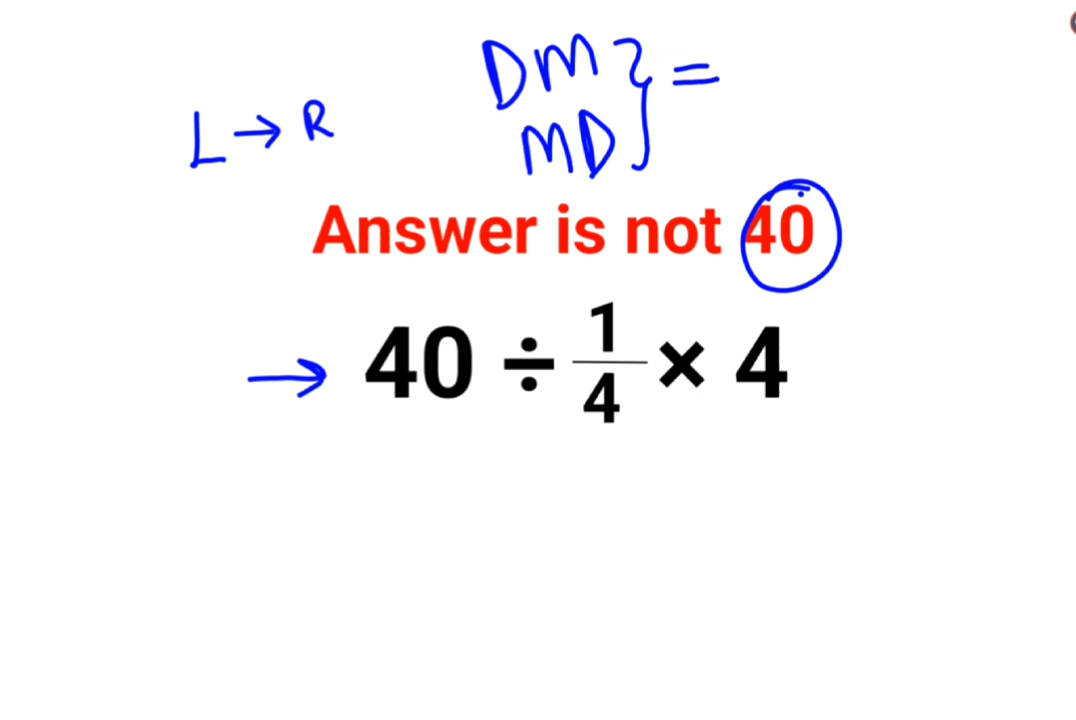 DM } =
L → R
MD
Answer is not 40
→ 40 ÷ 1/4 × 4